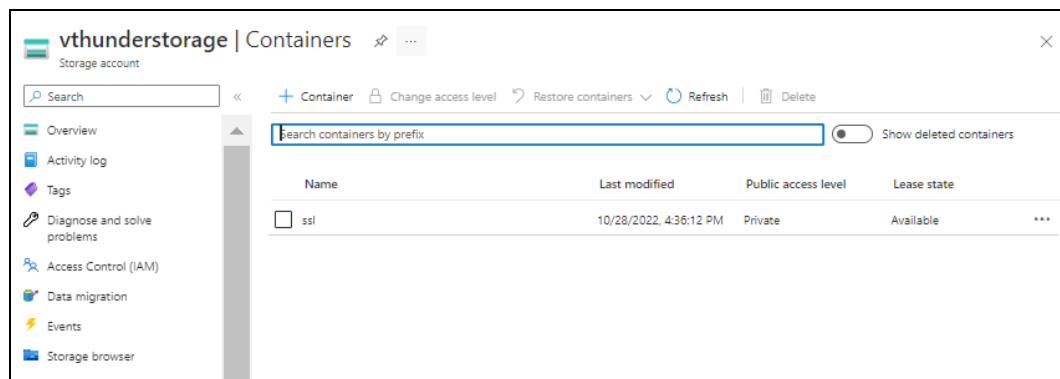 vthunderstorage | Containers
Storage account
Search
+ Container Change access level Restore containers Refresh Delete
Search containers by prefix
Show deleted containers
Overview
Activity log
Tags
Diagnose and solve
problems
Access Control (IAM)
Data migration
Events
Storage browser
Name Last modified Public access level Lease state
ssl 10/28/2022, 4:36:12 PM Private Available